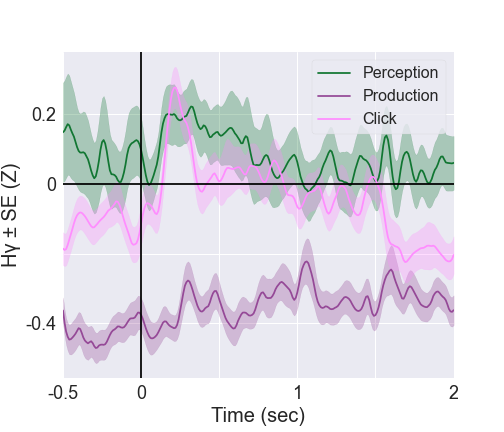 Perception
Production
Click
0.2
0
-0.4
Hγ ± SE (Z)
-0.5
0
1
2
Time (sec)